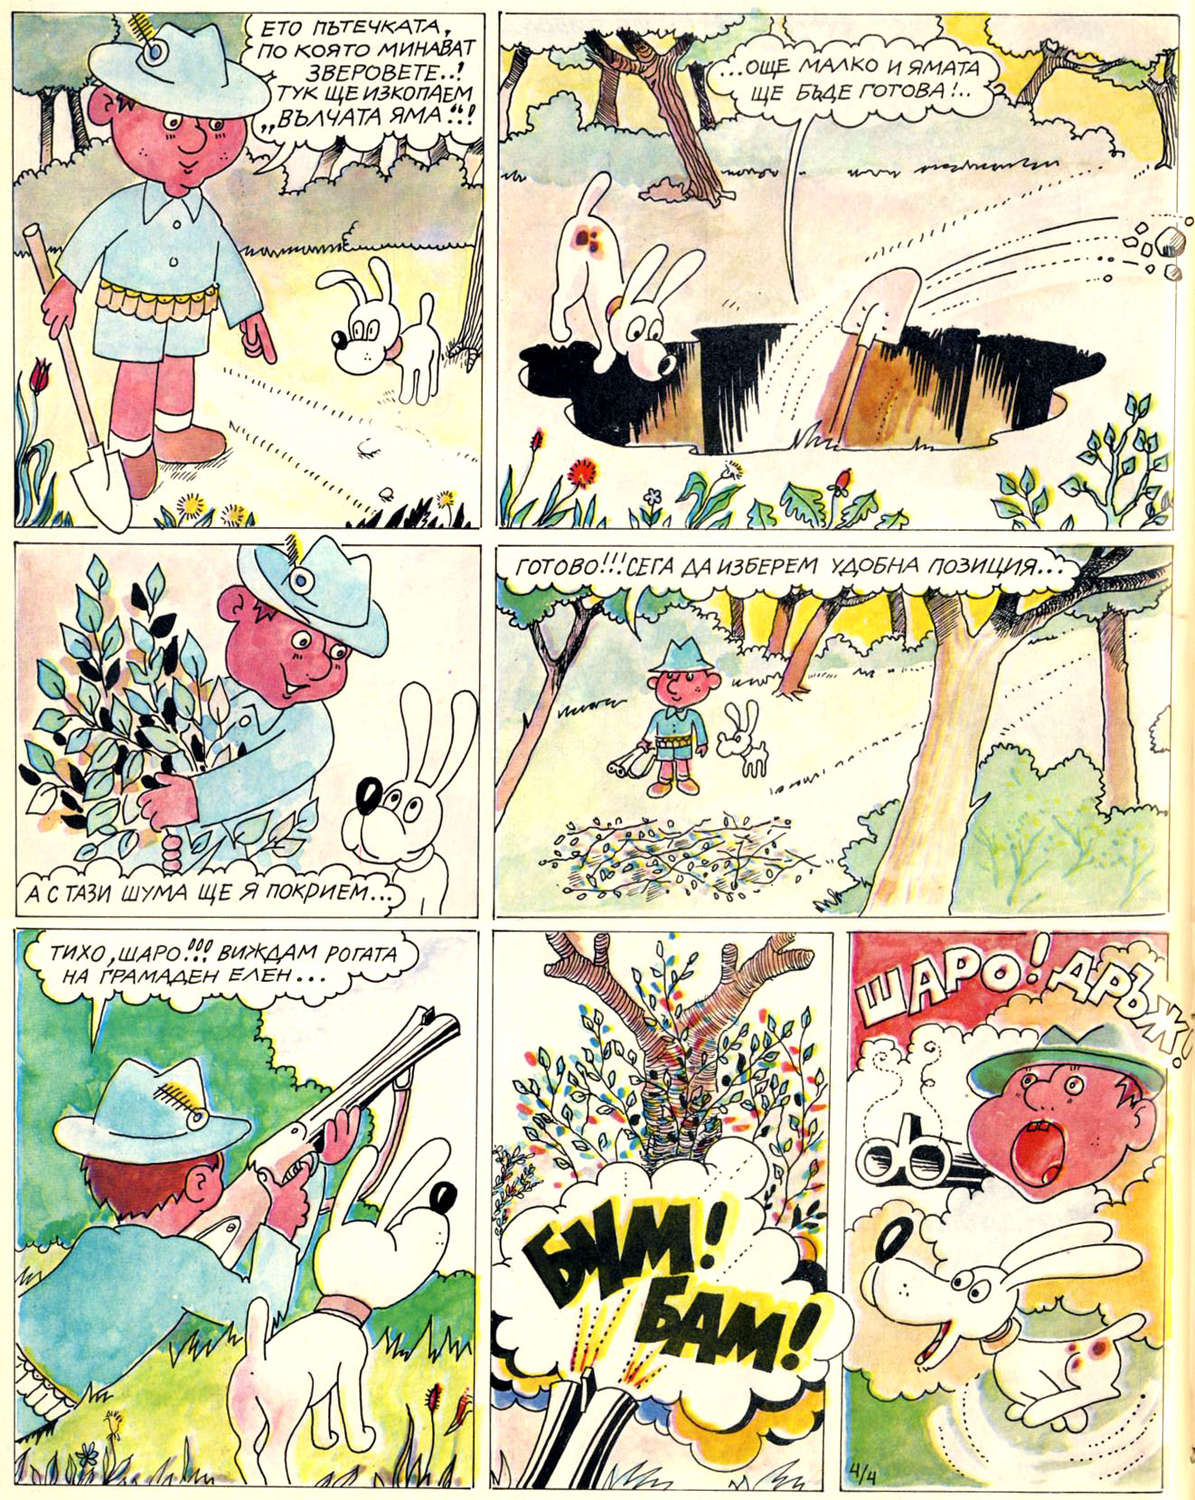 ЕТО ПЪТЕЧКАТА,
ПО КОЯТО МИНАВАТ
ЗВЕРОВЕТЕ..!
ТУК ЩЕ ИЗКОПАЕМ
„ВЪЛЧАТА ЯМА“!!
...ОЩЕ МАЛКО И ЯМАТА
ЩЕ БЪДЕ ГОТОВА!..
А С ТАЗИ ШУМА ЩЕ Я ПОКРИЕМ...
ГОТОВО!!! СЕГА ДА ИЗБЕРЕМ УДОБНА ПОЗИЦИЯ...
ТИХО, ШАРО!!! ВИЖДАМ РОГАТА
НА ГРАМАДЕН ЕЛЕН...
БУМ!
БАМ!
ШАРО! ДРЪЖ!
4/4